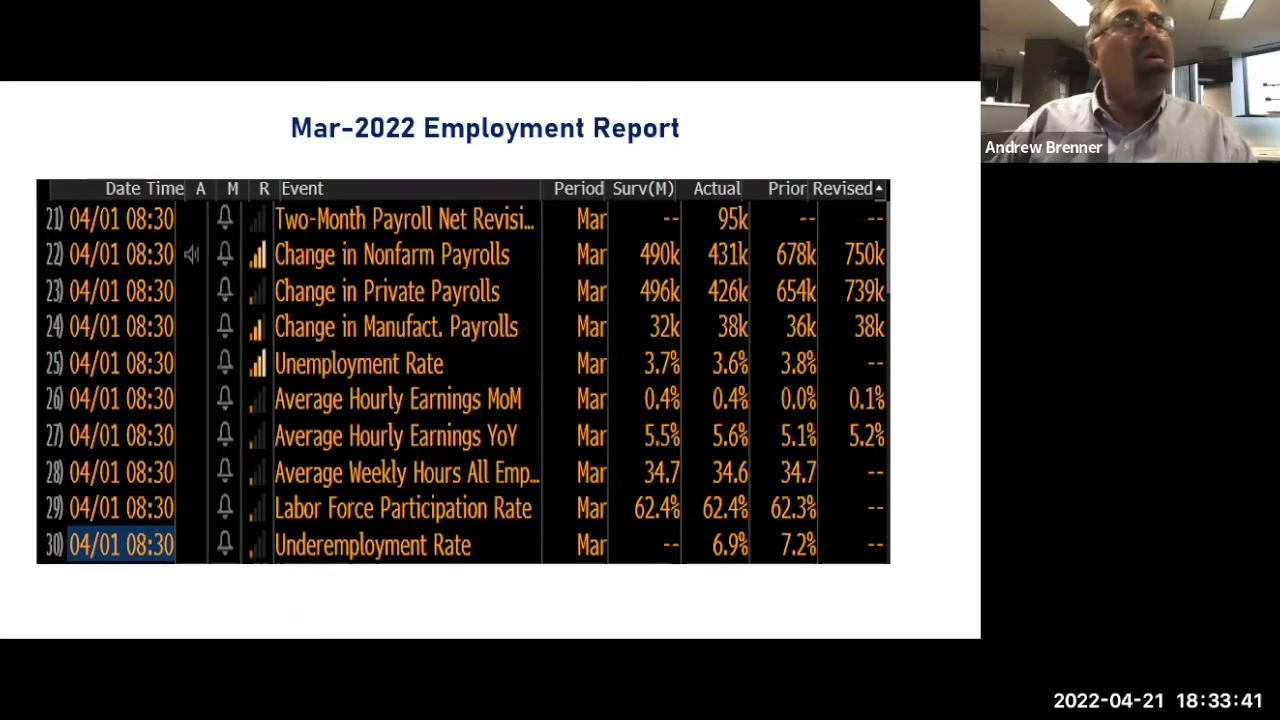 Mar-2022 Employment Report
Date Time A M R Event Period Surv(M) Actual Prior Revised
21) 04/01 08:30 Two-Month Payroll Net Revisi... Mar -- 95k -- --
22) 04/01 08:30 Change in Nonfarm Payrolls Mar 490k 431k 678k 750k
23) 04/01 08:30 Change in Private Payrolls Mar 496k 426k 654k 739k
24) 04/01 08:30 Change in Manufact. Payrolls Mar 32k 38k 36k 38k
25) 04/01 08:30 Unemployment Rate Mar 3.7% 3.6% 3.8% --
26) 04/01 08:30 Average Hourly Earnings MoM Mar 0.4% 0.4% 0.0% 0.1%
27) 04/01 08:30 Average Hourly Earnings YoY Mar 5.5% 5.6% 5.1% 5.2%
28) 04/01 08:30 Average Weekly Hours All Emp... Mar 34.7 34.6 34.7 --
29) 04/01 08:30 Labor Force Participation Rate Mar 62.4% 62.4% 62.3% --
30) 04/01 08:30 Underemployment Rate Mar -- 6.9% 7.2% --
Andrew Brenner
2022-04-21 18:33:41